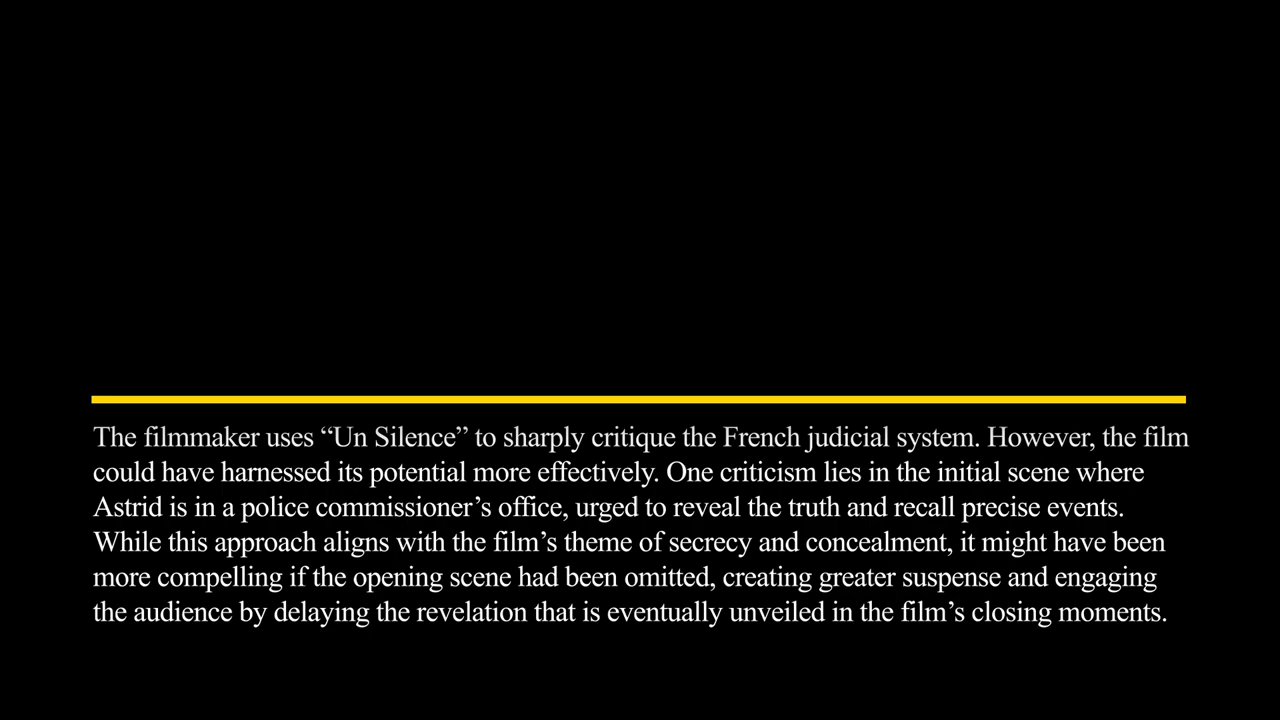 The filmmaker uses “Un Silence” to sharply critique the French judicial system. However, the film
could have harnessed its potential more effectively. One criticism lies in the initial scene where
Astrid is in a police commissioner’s office, urged to reveal the truth and recall precise events.
While this approach aligns with the film’s theme of secrecy and concealment, it might have been
more compelling if the opening scene had been omitted, creating greater suspense and engaging
the audience by delaying the revelation that is eventually unveiled in the film’s closing moments.